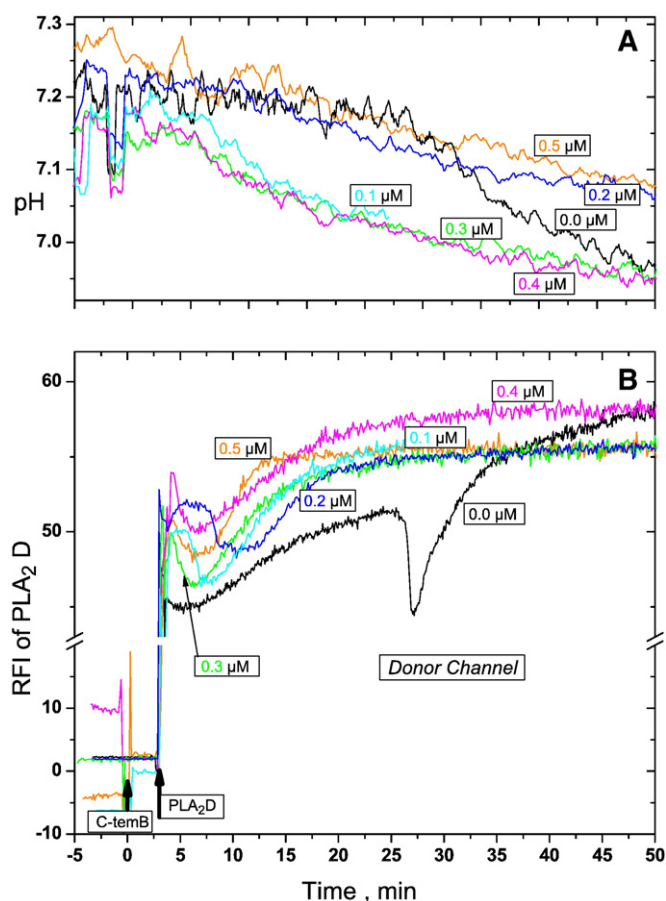 A
7.3
7.2
7.1
7.0
pH
0.5 µM
0.2 µM
0.1 µM
0.0 µM
0.3 µM
0.4 µM
B
60
50
10
0
-10
RFI of PLA₂ D
0.4 µM
0.5 µM
0.1 µM
0.2 µM
0.0 µM
0.3 µM
Donor Channel
C-temB
PLA₂D
-5 0 5 10 15 20 25 30 35 40 45 50
Time , min